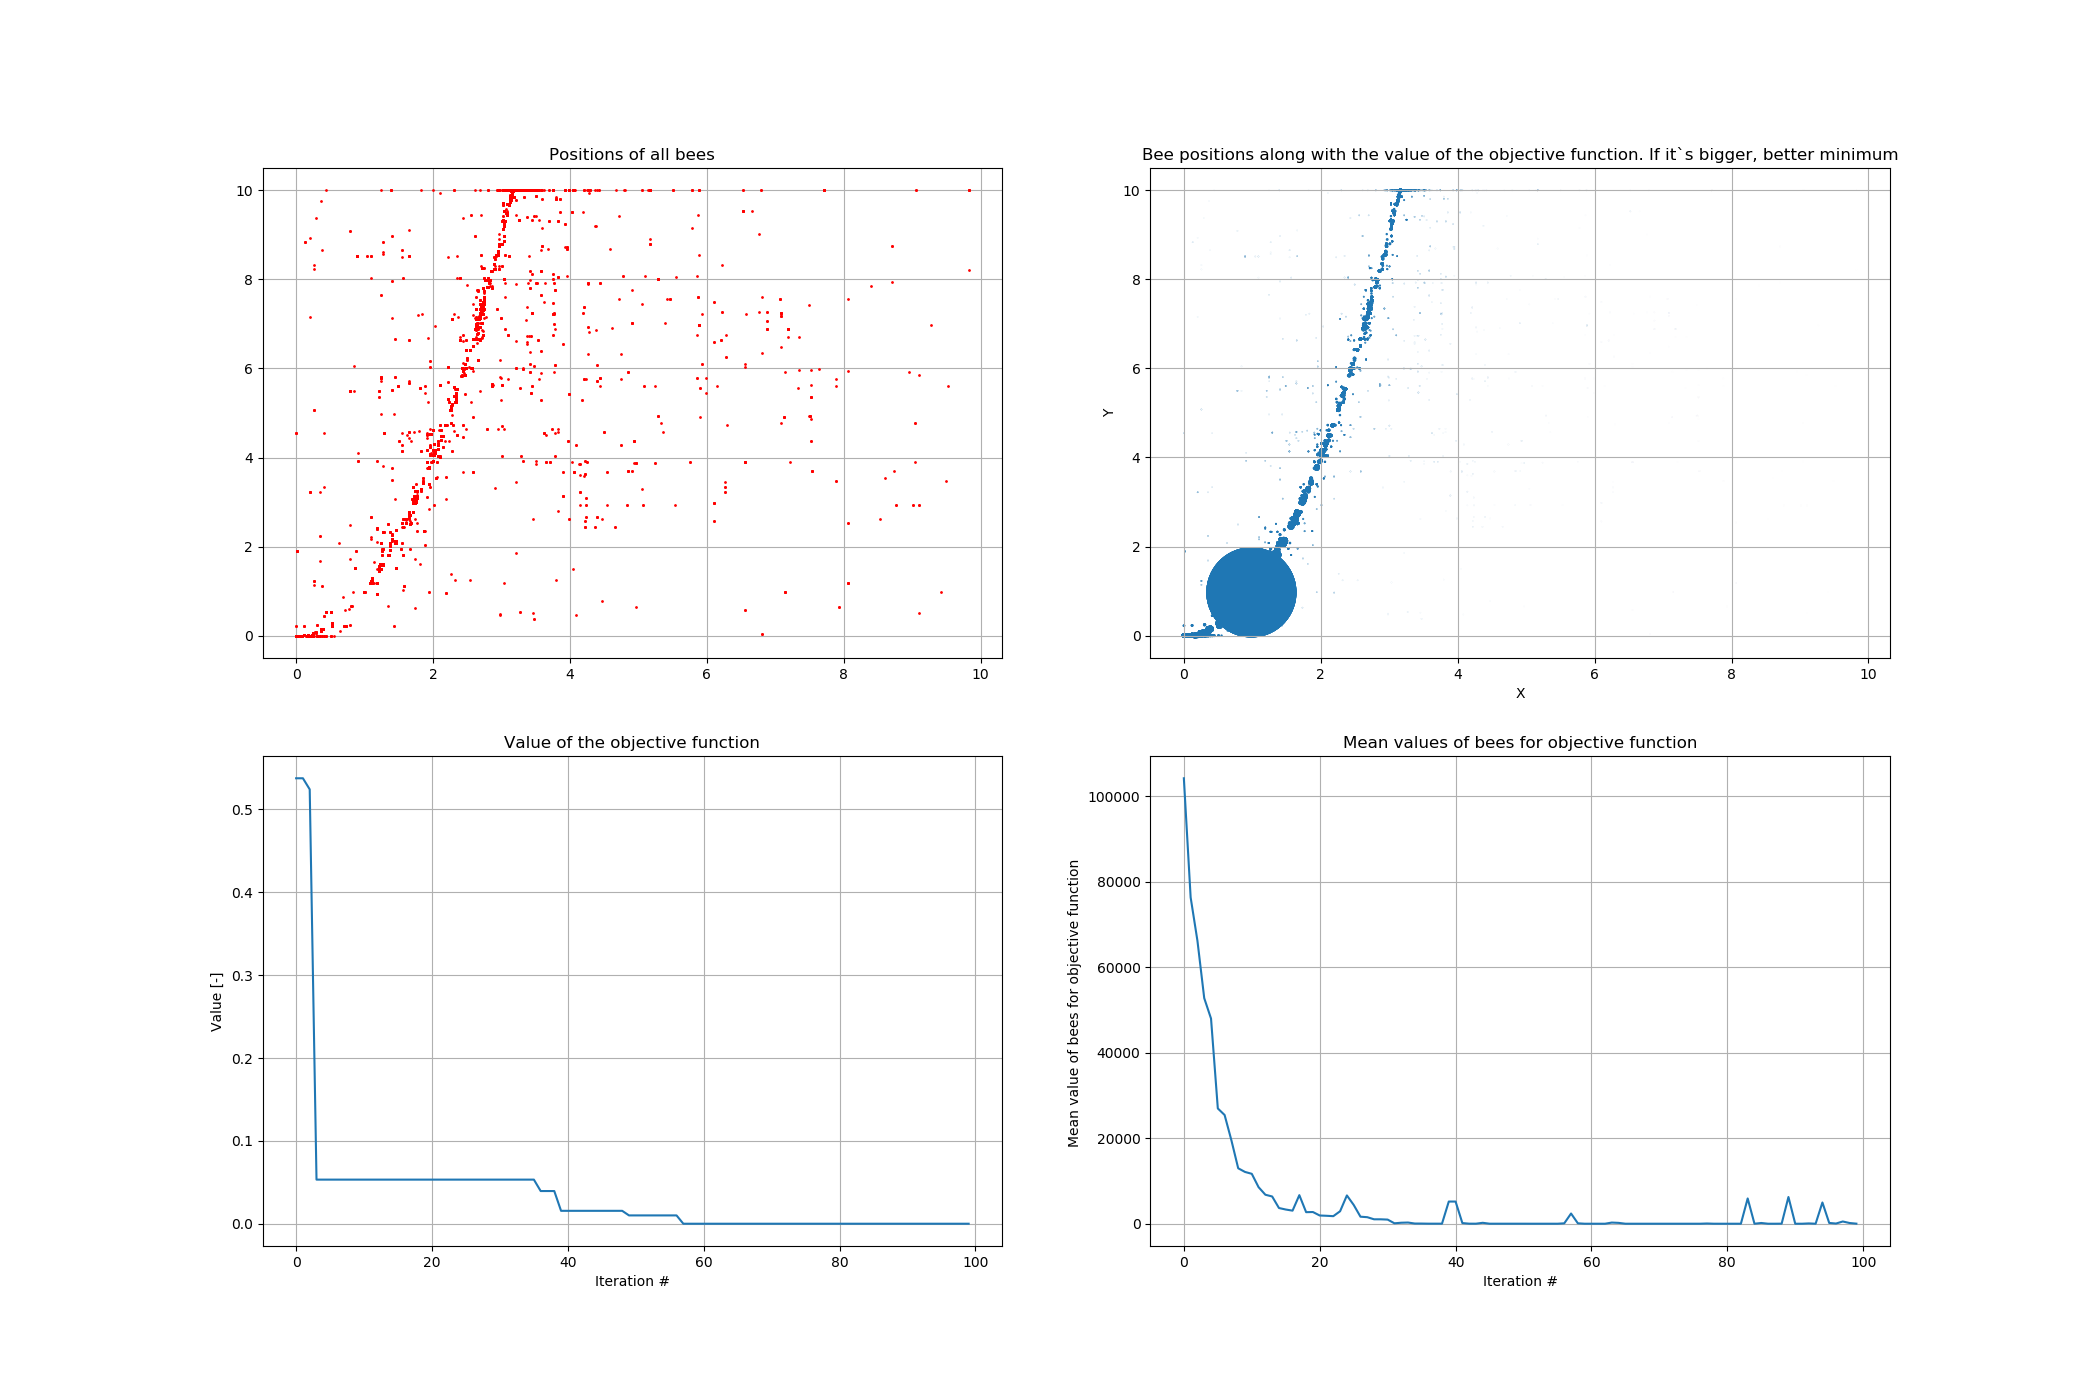 Positions of all bees
10
8
6
4
2
0
0 2 4 6 8 10
Bee positions along with the value of the objective function. If it`s bigger, better minimum
Y
10
8
6
4
2
0
0 2 4 6 8 10
X
Value of the objective function
Value [-]
0.5
0.4
0.3
0.2
0.1
0.0
0 20 40 60 80 100
Iteration #
Mean values of bees for objective function
Mean value of bees for objective function
100000
80000
60000
40000
20000
0
0 20 40 60 80 100
Iteration #